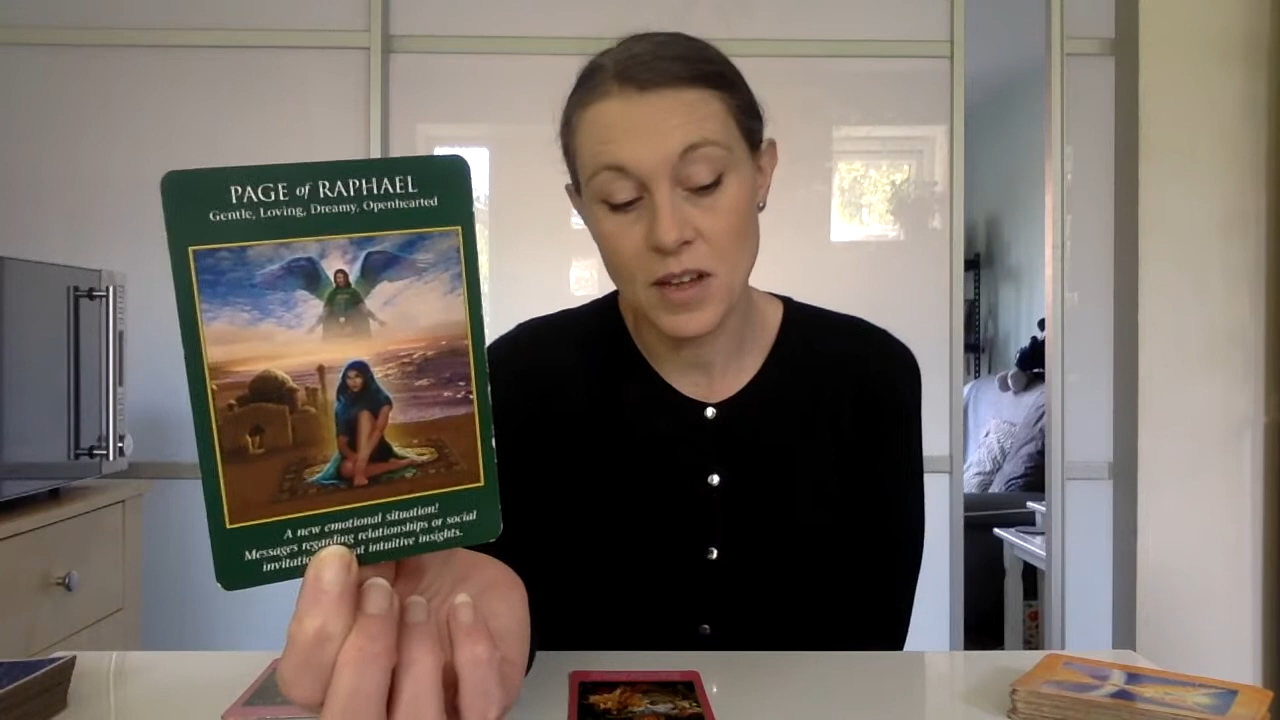 PAGE of RAPHAEL
Gentle, Loving, Dreamy, Openhearted
A new emotional situation!
Messages regarding relationships or social
intuitive insights.